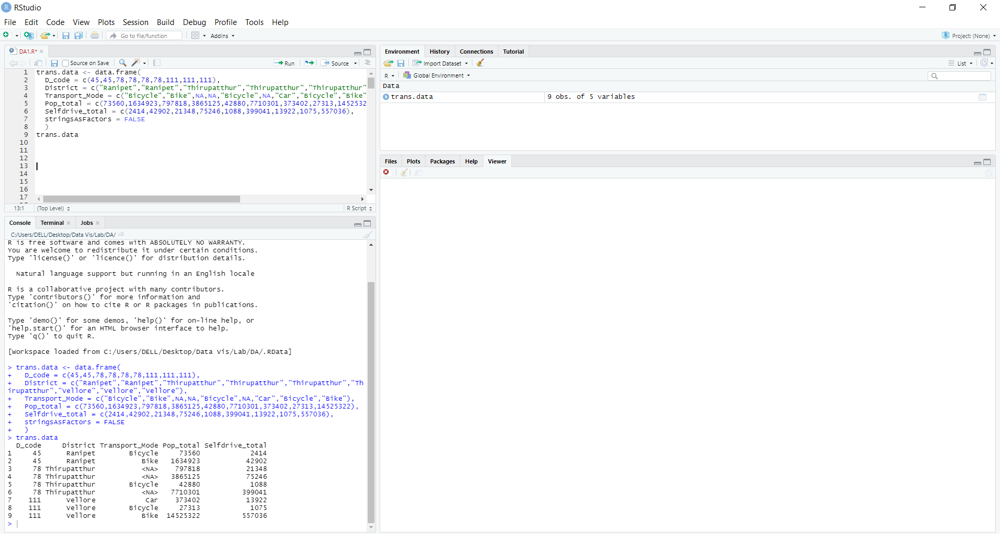 RStudio
File Edit Code View Plots Session Build Debug Profile Tools Help
Go to file/function Addins Project: (None)
DA1.R*
Source on Save Run Source
1 trans.data <- data.frame(
2   D_code = c(45,45,78,78,78,78,111,111,111),
3   District = c("Ranipet","Ranipet","Thirupatthur","Thirupatthur","Thirupatthur"
4   Transport_Mode = c("Bicycle","Bike",NA,NA,"Bicycle",NA,"Car","Bicycle","Bike"
5   Pop_total = c(73560,1634923,797818,3865125,42880,7710301,373402,27313,1452532
6   Selfdrive_total = c(2414,42902,21348,75246,1088,399041,13922,1075,557036),
7   stringsAsFactors = FALSE
8   )
9 trans.data
10
11
12
13
14
15
16
17
13:1 (Top Level) R Script
Console Terminal Jobs
C:/Users/DELL/Desktop/Data Vis/Lab/DA/
R is free software and comes with ABSOLUTELY NO WARRANTY.
You are welcome to redistribute it under certain conditions.
Type 'license()' or 'licence()' for distribution details.
  Natural language support but running in an English locale
R is a collaborative project with many contributors.
Type 'contributors()' for more information and
'citation()' on how to cite R or R packages in publications.
Type 'demo()' for some demos, 'help()' for on-line help, or
'help.start()' for an HTML browser interface to help.
Type 'q()' to quit R.
[Workspace loaded from C:/Users/DELL/Desktop/Data Vis/Lab/DA/.RData]
> trans.data <- data.frame(
+   D_code = c(45,45,78,78,78,78,111,111,111),
+   District = c("Ranipet","Ranipet","Thirupatthur","Thirupatthur","Thirupatthur","Th
irupatthur","Vellore","Vellore","Vellore"),
+   Transport_Mode = c("Bicycle","Bike",NA,NA,"Bicycle",NA,"Car","Bicycle","Bike"),
+   Pop_total = c(73560,1634923,797818,3865125,42880,7710301,373402,27313,14525322),
+   Selfdrive_total = c(2414,42902,21348,75246,1088,399041,13922,1075,557036),
+   stringsAsFactors = FALSE
+   )
> trans.data
  D_code     District Transport_Mode Pop_total Selfdrive_total
1     45      Ranipet        Bicycle     73560            2414
2     45      Ranipet           Bike   1634923           42902
3     78 Thirupatthur           <NA>    797818           21348
4     78 Thirupatthur           <NA>   3865125           75246
5     78 Thirupatthur        Bicycle     42880            1088
6     78 Thirupatthur           <NA>   7710301          399041
7    111      Vellore            Car    373402           13922
8    111      Vellore        Bicycle     27313            1075
9    111      Vellore           Bike  14525322          557036
>
Environment History Connections Tutorial
Import Dataset List
R Global Environment
Data
trans.data 9 obs. of 5 variables
Files Plots Packages Help Viewer